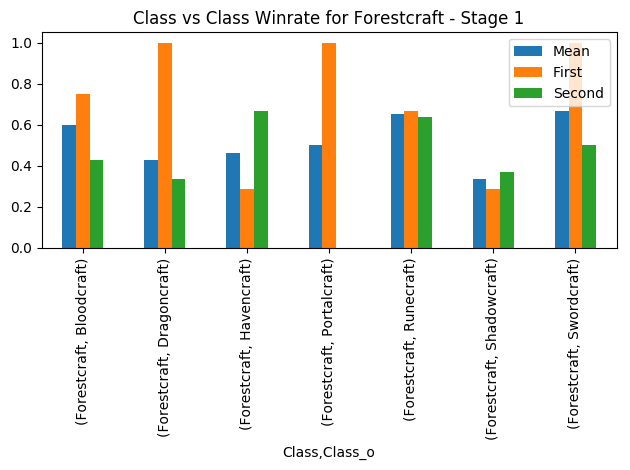 Class vs Class Winrate for Forestcraft - Stage 1
1.0
0.8
0.6
0.4
0.2
0.0
Mean
First
Second
(Forestcraft, Bloodcraft)
(Forestcraft, Dragoncraft)
(Forestcraft, Havencraft)
(Forestcraft, Portalcraft)
(Forestcraft, Runecraft)
(Forestcraft, Shadowcraft)
(Forestcraft, Swordcraft)
Class,Class_o